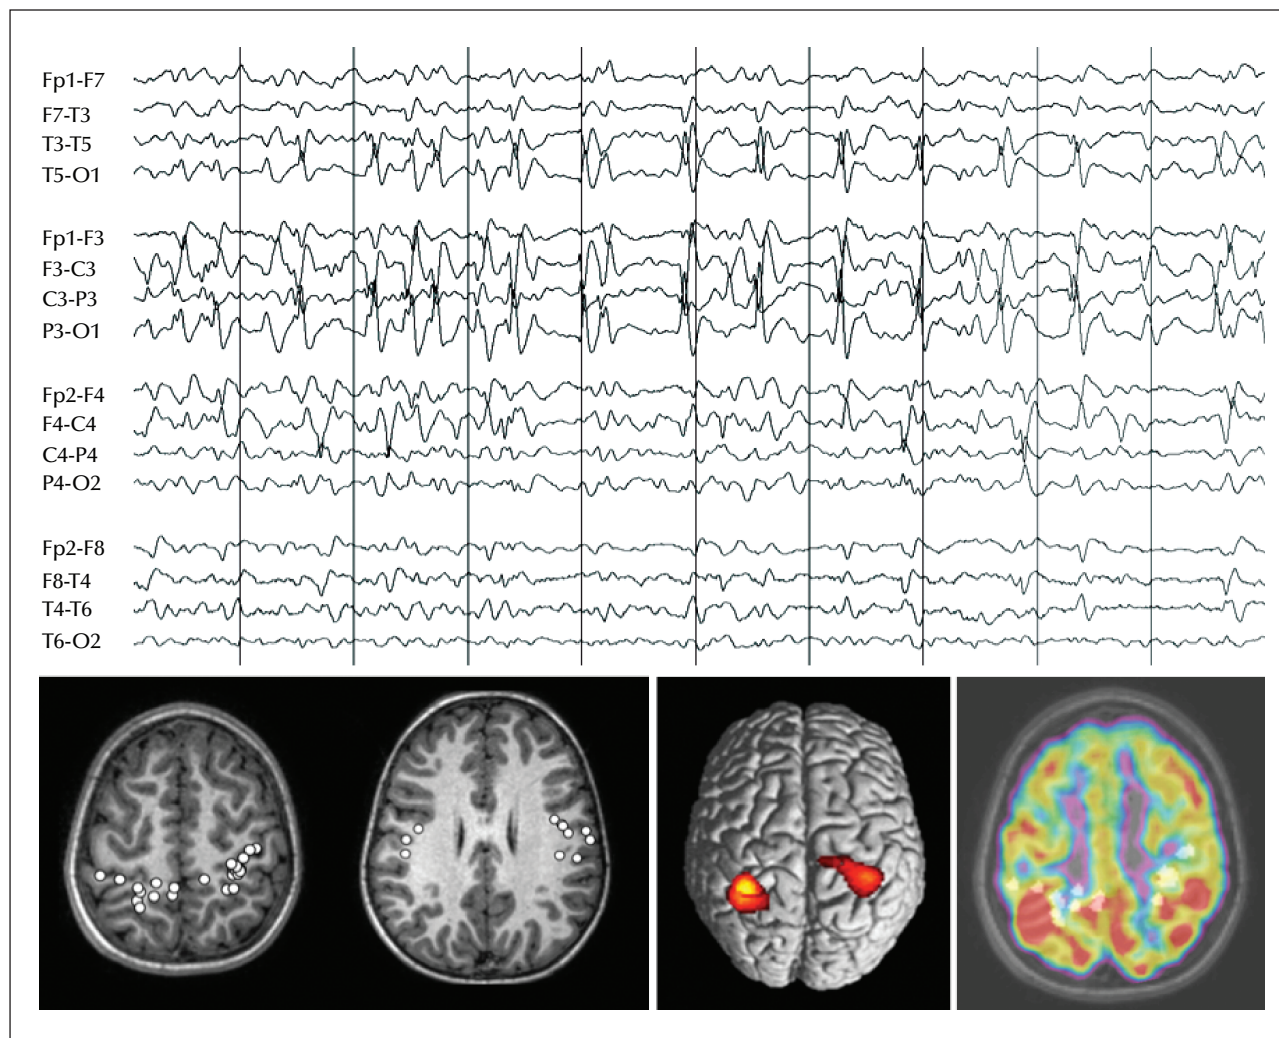 Fp1-F7
F7-T3
T3-T5
T5-O1
Fp1-F3
F3-C3
C3-P3
P3-O1
Fp2-F4
F4-C4
C4-P4
P4-O2
Fp2-F8
F8-T4
T4-T6
T6-O2